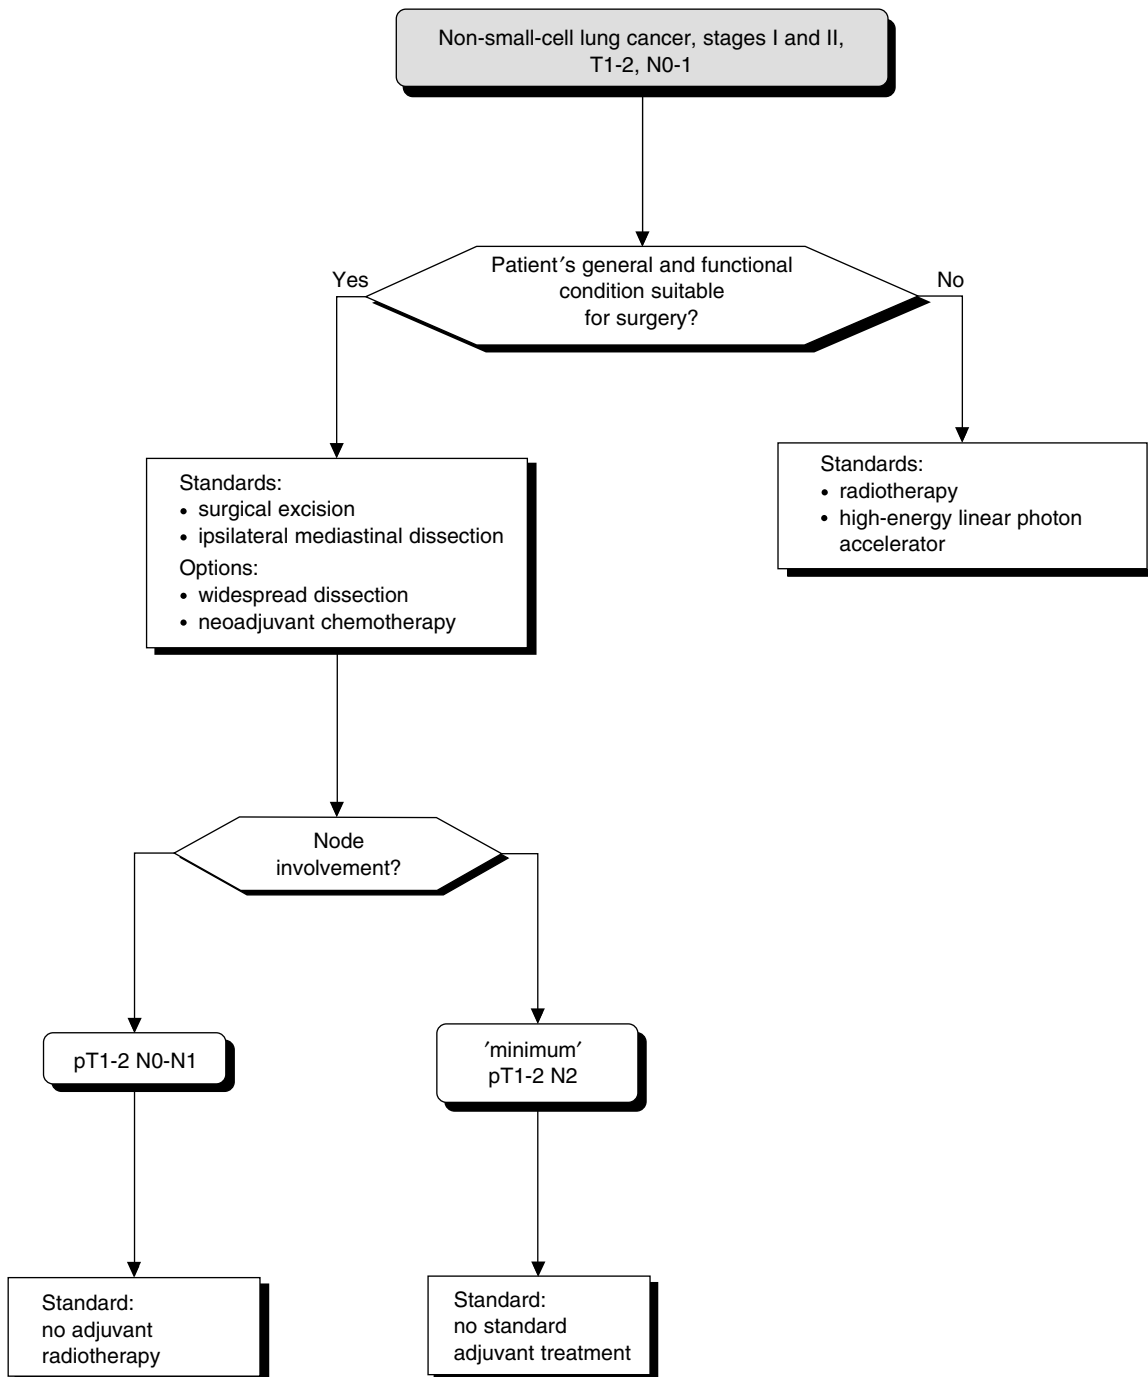 Non-small-cell lung cancer, stages I and II,
T1-2, N0-1
Patient′s general and functional
condition suitable
for surgery?
Yes
No
Standards:
• surgical excision
• ipsilateral mediastinal dissection
Options:
• widespread dissection
• neoadjuvant chemotherapy
Standards:
• radiotherapy
• high-energy linear photon
accelerator
Node
involvement?
pT1-2 N0-N1
′minimum′
pT1-2 N2
Standard:
no adjuvant
radiotherapy
Standard:
no standard
adjuvant treatment